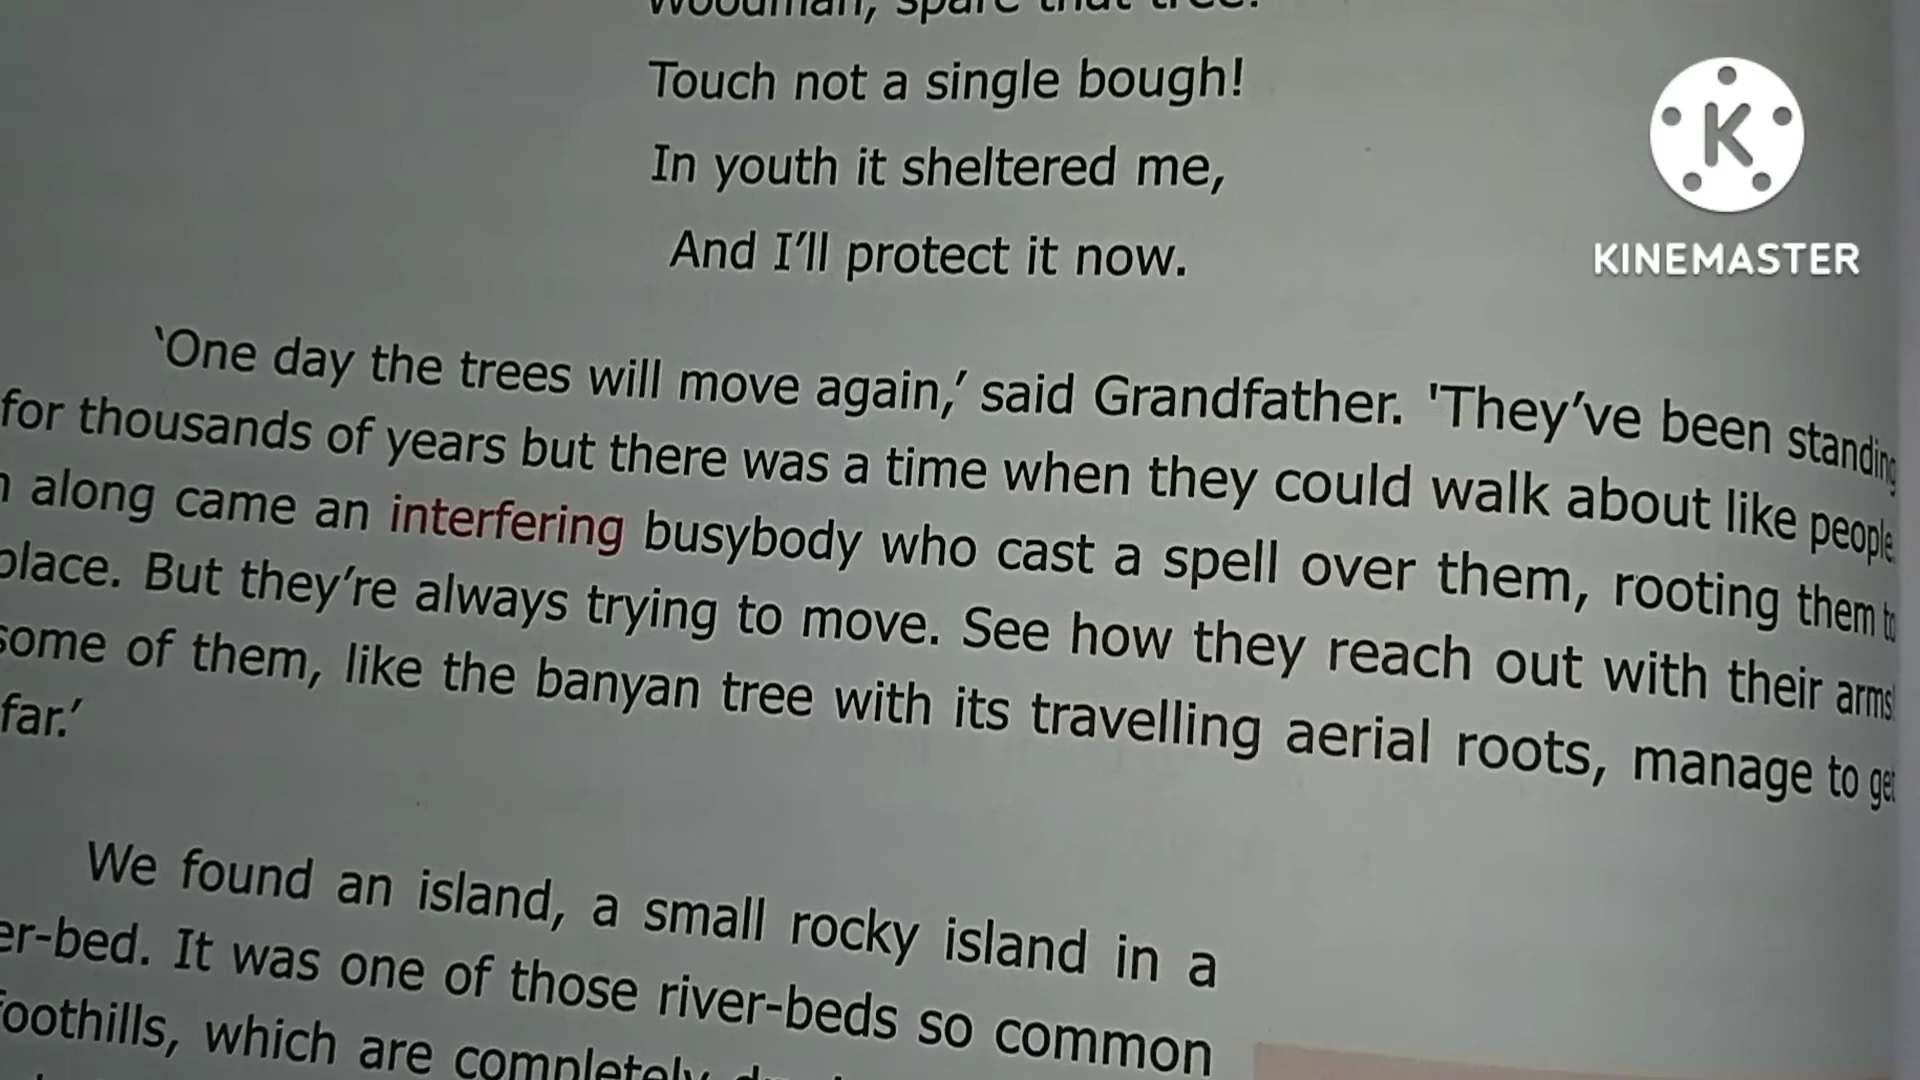 Woodman, spare that tree!
Touch not a single bough!
In youth it sheltered me,
And I’ll protect it now.
‘One day the trees will move again,’ said Grandfather. 'They’ve been standing
for thousands of years but there was a time when they could walk about like people.
along came an interfering busybody who cast a spell over them, rooting them to
place. But they’re always trying to move. See how they reach out with their arms!
some of them, like the banyan tree with its travelling aerial roots, manage to get
far.’
We found an island, a small rocky island in a
er-bed. It was one of those river-beds so common
foothills, which are completely
K
KINEMASTER